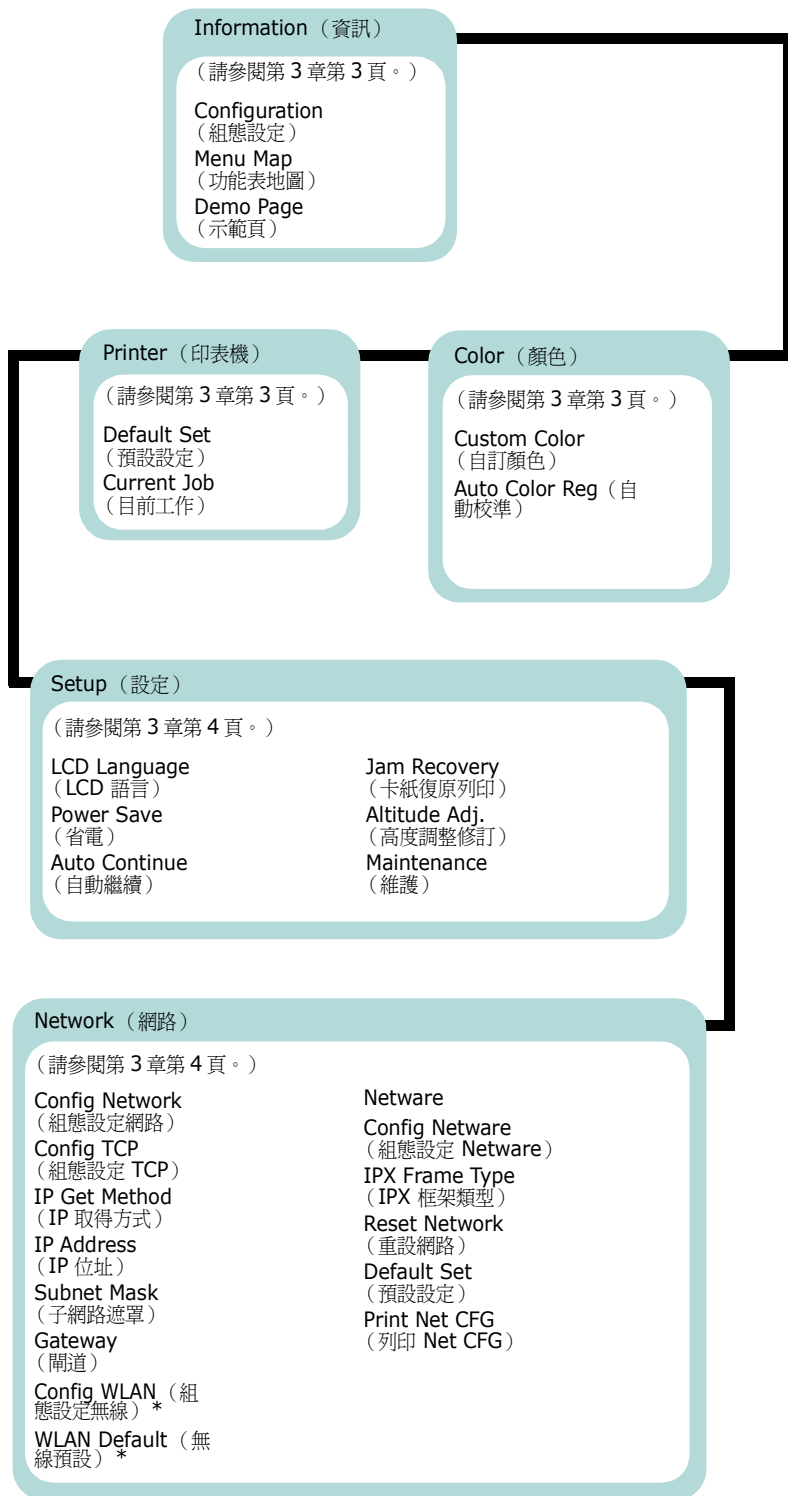 Information（資訊）
（請參閱第 3 章第 3 頁。）
Configuration
（組態設定）
Menu Map
（功能表地圖）
Demo Page
（示範頁）
Printer（印表機）
（請參閱第 3 章第 3 頁。）
Default Set
（預設設定）
Current Job
（目前工作）
Color（顏色）
（請參閱第 3 章第 3 頁。）
Custom Color
（自訂顏色）
Auto Color Reg（自
動校準）
Setup（設定）
（請參閱第 3 章第 4 頁。）
LCD Language
（LCD 語言）
Power Save
（省電）
Auto Continue
（自動繼續）
Jam Recovery
（卡紙復原列印）
Altitude Adj.
（高度調整修訂）
Maintenance
（維護）
Network（網路）
（請參閱第 3 章第 4 頁。）
Config Network
（組態設定網路）
Config TCP
（組態設定 TCP）
IP Get Method
（IP 取得方式）
IP Address
（IP 位址）
Subnet Mask
（子網路遮罩）
Gateway
（閘道）
Config WLAN（組
態設定無線）*
WLAN Default（無
線預設）*
Netware
Config Netware
（組態設定 Netware）
IPX Frame Type
（IPX 框架類型）
Reset Network
（重設網路）
Default Set
（預設設定）
Print Net CFG
（列印 Net CFG）